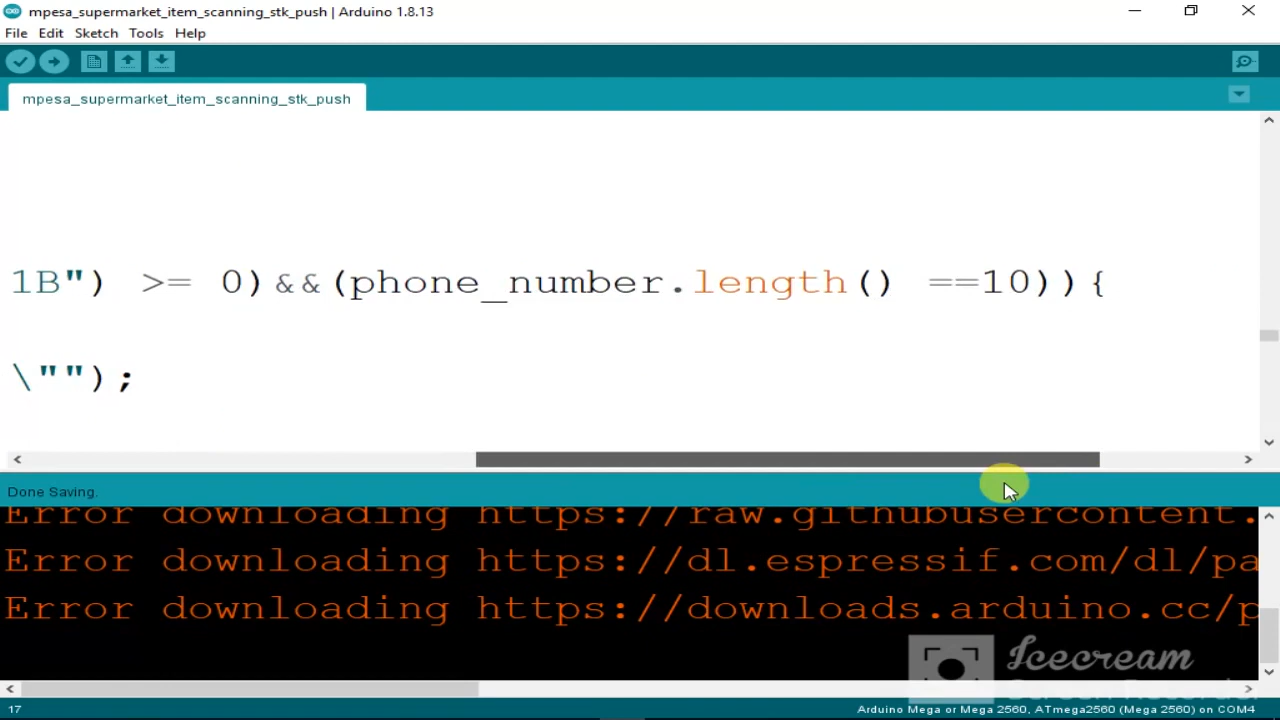 mpesa_supermarket_item_scanning_stk_push | Arduino 1.8.13
File Edit Sketch Tools Help
mpesa_supermarket_item_scanning_stk_push
1B") >= 0)&&(phone_number.length() ==10)){
\"");
Done Saving.
Error downloading https://raw.githubusercontent.
Error downloading https://dl.espressif.com/dl/pa
Error downloading https://downloads.arduino.cc/p
Icecream
Screen Recorder
17
Arduino Mega or Mega 2560, ATmega2560 (Mega 2560) on COM4